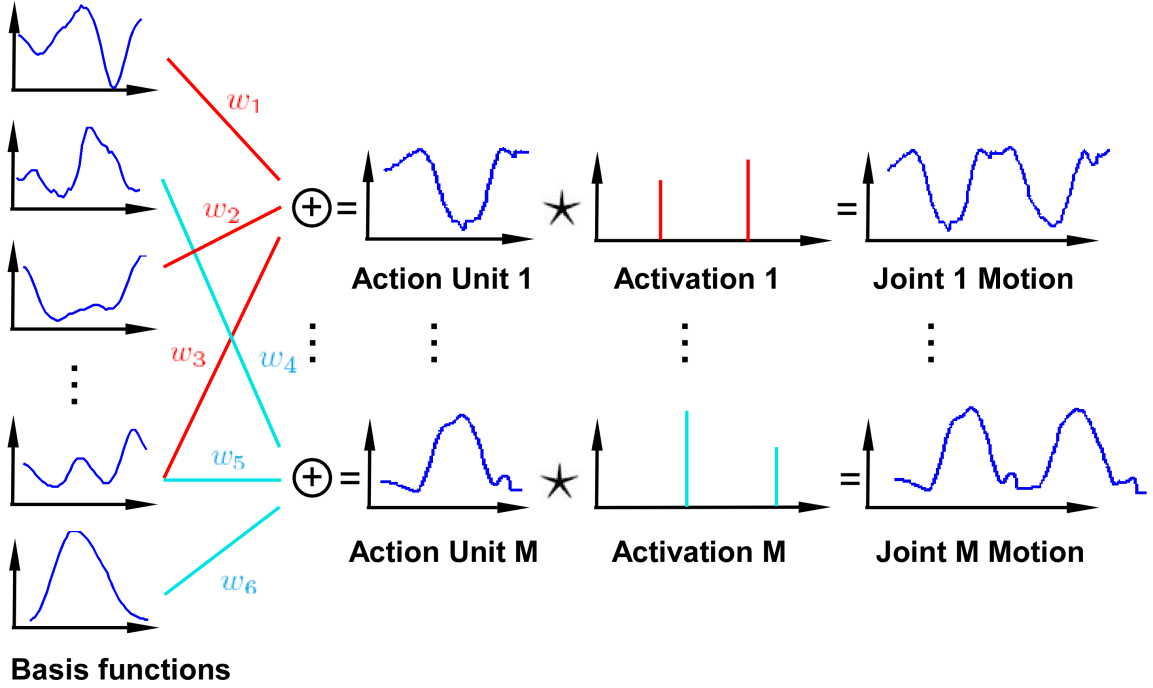 w₁
w₂
+ = ★ =
Action Unit 1 Activation 1 Joint 1 Motion
w₃ w₄
w₅
+ = ★ =
Action Unit M Activation M Joint M Motion
w₆
Basis functions